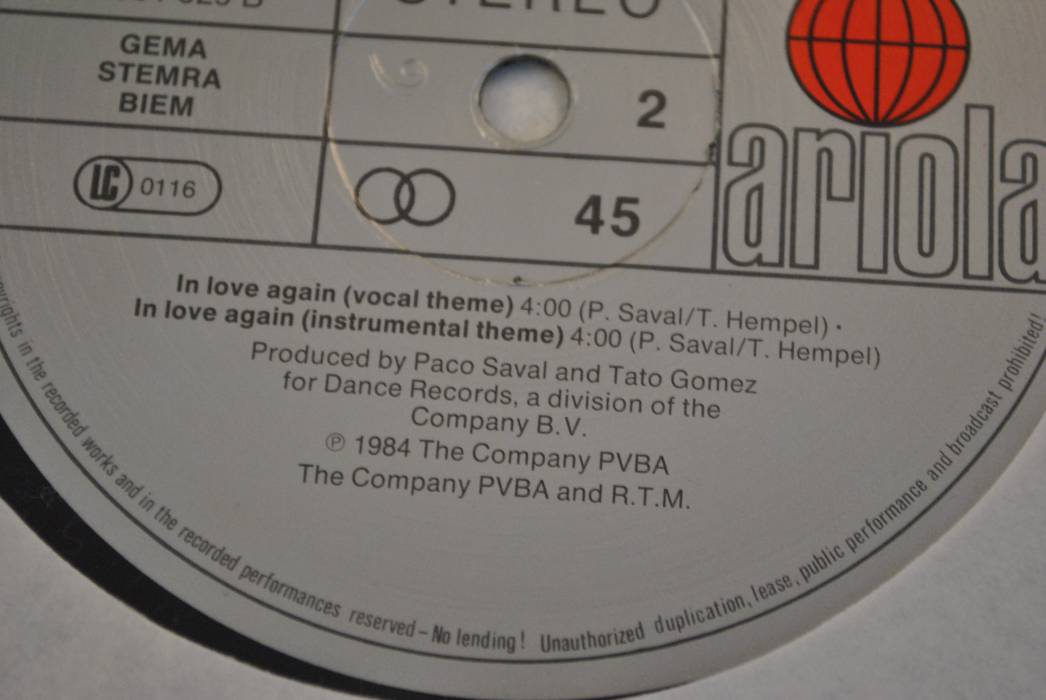 STEREO
GEMA
STEMRA
BIEM
2
LC 0116
45
ariola
In love again (vocal theme) 4:00 (P. Saval/T. Hempel) ·
In love again (instrumental theme) 4:00 (P. Saval/T. Hempel)
Produced by Paco Saval and Tato Gomez
for Dance Records, a division of the
Company B.V.
℗ 1984 The Company PVBA
The Company PVBA and R.T.M.
in the recorded works and in the recorded performances reserved – No lending! Unauthorized duplication, lease, public performance and broadcast prohibited!